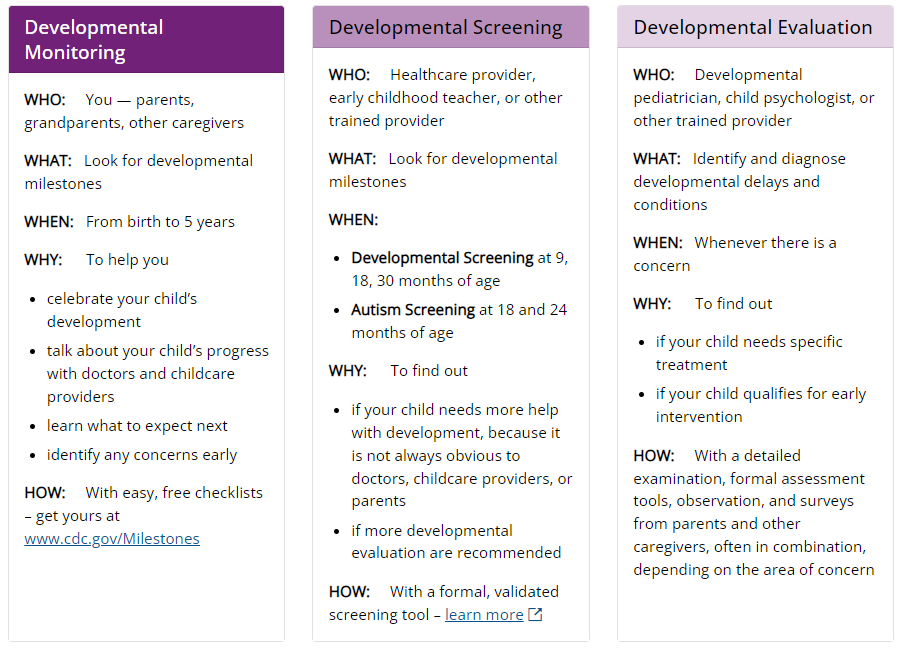 Developmental
Monitoring
WHO: You — parents,
grandparents, other caregivers
WHAT: Look for developmental
milestones
WHEN: From birth to 5 years
WHY: To help you
• celebrate your child’s
development
• talk about your child’s progress
with doctors and childcare
providers
• learn what to expect next
• identify any concerns early
HOW: With easy, free checklists
– get yours at
www.cdc.gov/Milestones
Developmental Screening
WHO: Healthcare provider,
early childhood teacher, or other
trained provider
WHAT: Look for developmental
milestones
WHEN:
• Developmental Screening at 9,
18, 30 months of age
• Autism Screening at 18 and 24
months of age
WHY: To find out
• if your child needs more help
with development, because it
is not always obvious to
doctors, childcare providers, or
parents
• if more developmental
evaluation are recommended
HOW: With a formal, validated
screening tool – learn more
Developmental Evaluation
WHO: Developmental
pediatrician, child psychologist, or
other trained provider
WHAT: Identify and diagnose
developmental delays and
conditions
WHEN: Whenever there is a
concern
WHY: To find out
• if your child needs specific
treatment
• if your child qualifies for early
intervention
HOW: With a detailed
examination, formal assessment
tools, observation, and surveys
from parents and other
caregivers, often in combination,
depending on the area of concern